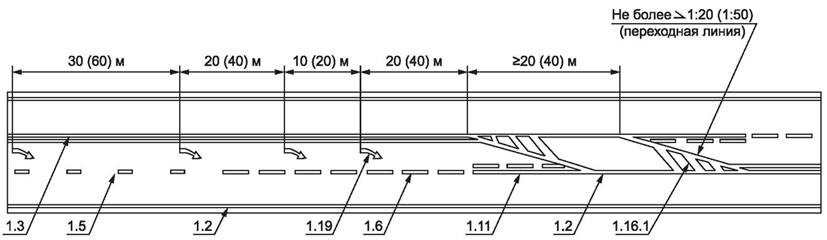 Не более ⦣ 1:20 (1:50)
(переходная линия)
30 (60) м 20 (40) м 10 (20) м 20 (40) м ≥20 (40) м
1.3 1.5 1.2 1.19 1.6 1.11 1.2 1.16.1